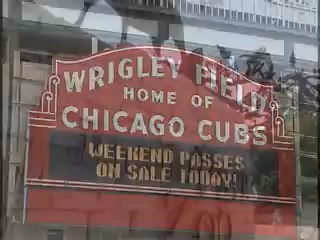 WRIGLEY FIELD
HOME OF
CHICAGO CUBS
WEEKEND PASSES
ON SALE TODAY!